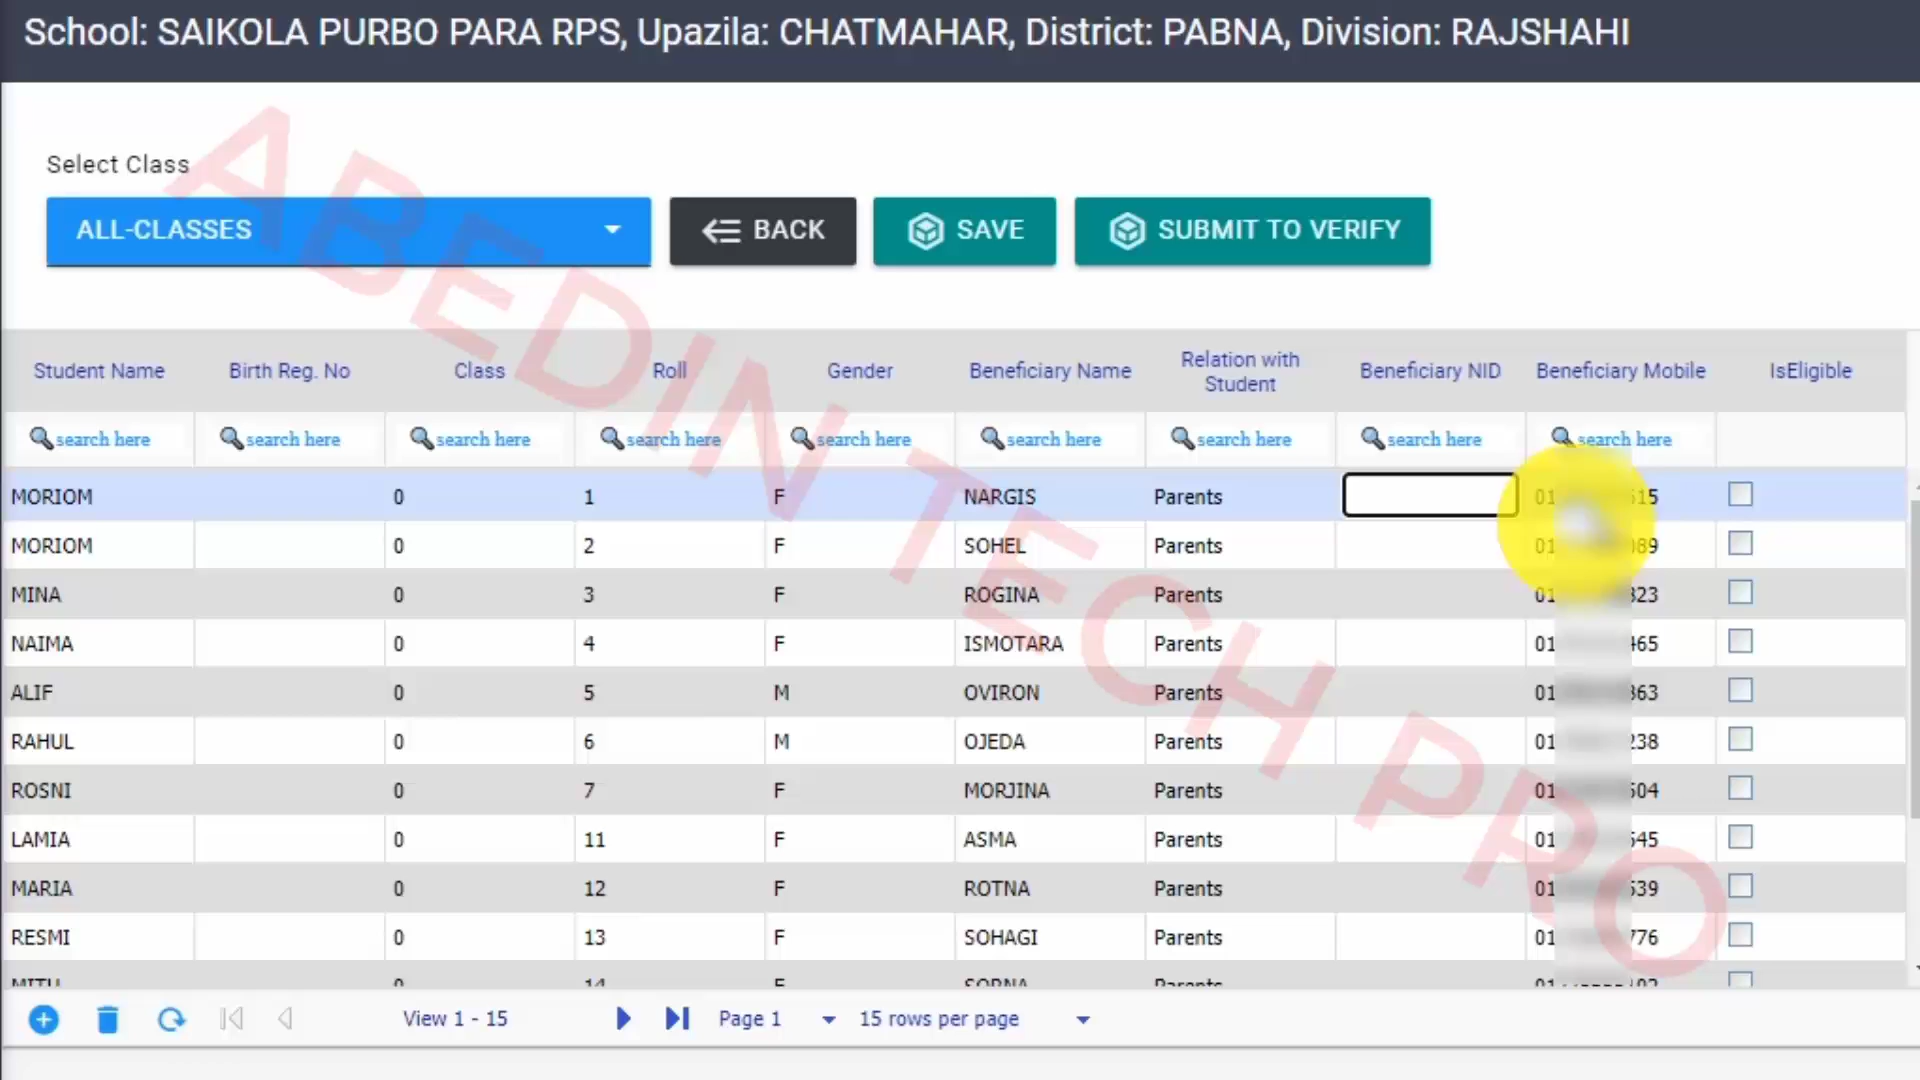 School: SAIKOLA PURBO PARA RPS, Upazila: CHATMAHAR, District: PABNA, Division: RAJSHAHI
Select Class
ALL-CLASSES BACK SAVE SUBMIT TO VERIFY
Student Name Birth Reg. No Class Roll Gender Beneficiary Name Relation with Student Beneficiary NID Beneficiary Mobile IsEligible
search here search here search here search here search here search here search here search here search here
MORIOM 0 1 F NARGIS Parents
MORIOM 0 2 F SOHEL Parents
MINA 0 3 F ROGINA Parents
NAIMA 0 4 F ISMOTARA Parents
ALIF 0 5 M OVIRON Parents
RAHUL 0 6 M OJEDA Parents
ROSNI 0 7 F MORJINA Parents
LAMIA 0 11 F ASMA Parents
MARIA 0 12 F ROTNA Parents
RESMI 0 13 F SOHAGI Parents
View 1 - 15 Page 1 15 rows per page
ABEDIN TECH PRO